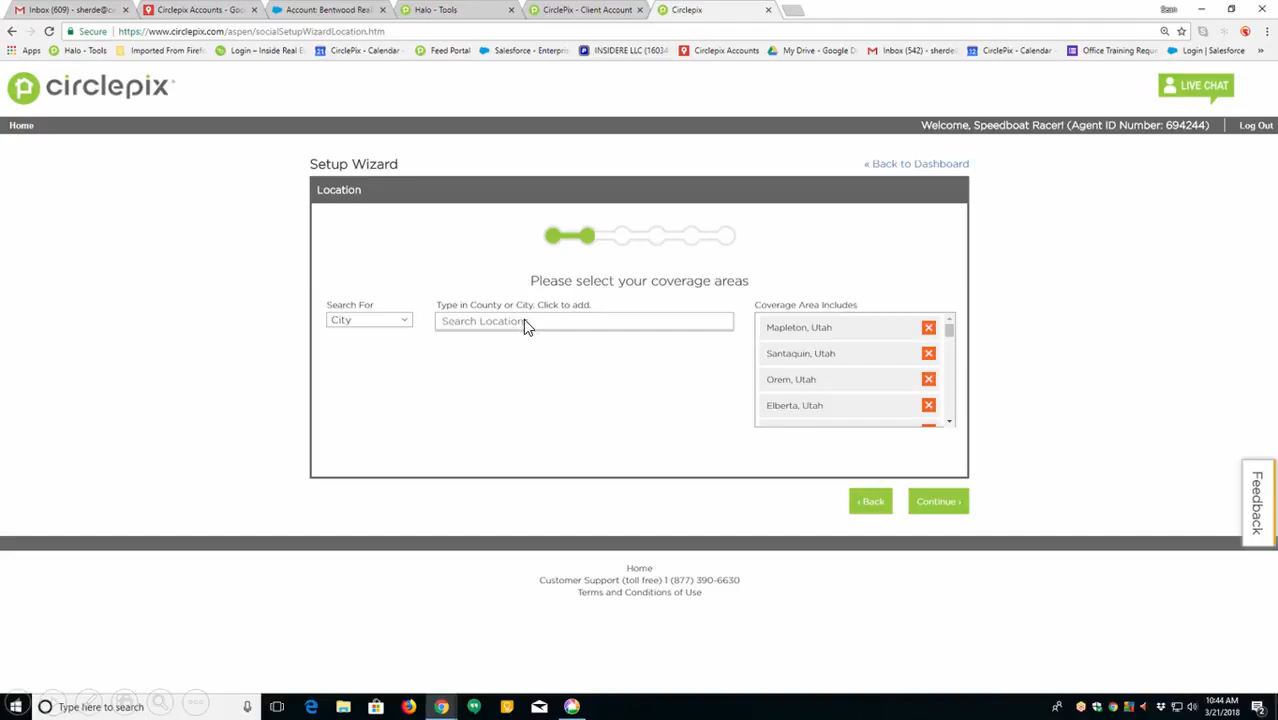 Inbox (609) - sherde@ci
Circlepix Accounts - Goo
Account: Bentwood Real
Halo - Tools
CirclePix - Client Account
Circlepix
Sean
Secure
https://www.circlepix.com/aspen/socialSetupWizardLocation.htm
Apps
Halo - Tools
Imported From Firef
Login – Inside Real E
CirclePix - Calendar
Feed Portal
Salesforce - Enterpris
INSIDERE LLC (16034
Circlepix Accounts
My Drive - Google D
Inbox (542) - sherde
CirclePix - Calendar
Office Training Requ
Login | Salesforce
circlepix
LIVE CHAT
Home
Welcome, Speedboat Racer! (Agent ID Number: 694244)
Log Out
Setup Wizard
« Back to Dashboard
Location
Please select your coverage areas
Search For
Type in County or City. Click to add.
Coverage Area Includes
City
Search Location
Mapleton, Utah
Santaquin, Utah
Orem, Utah
Elberta, Utah
‹ Back
Continue ›
Feedback
Home
Customer Support (toll free) 1 (877) 390-6630
Terms and Conditions of Use
Type here to search
10:44 AM
3/21/2018